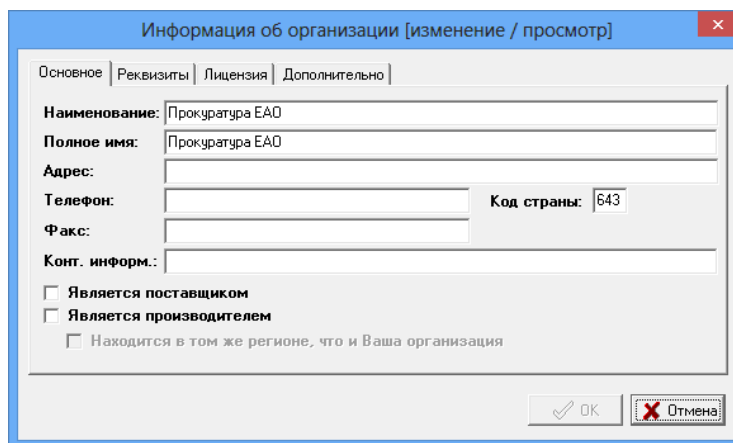 Информация об организации [изменение / просмотр]
Основное Реквизиты Лицензия Дополнительно
Наименование: Прокуратура ЕАО
Полное имя: Прокуратура ЕАО
Адрес:
Телефон: Код страны: 643
Факс:
Конт. информ.:
Является поставщиком
Является производителем
Находится в том же регионе, что и Ваша организация
OK Отмена